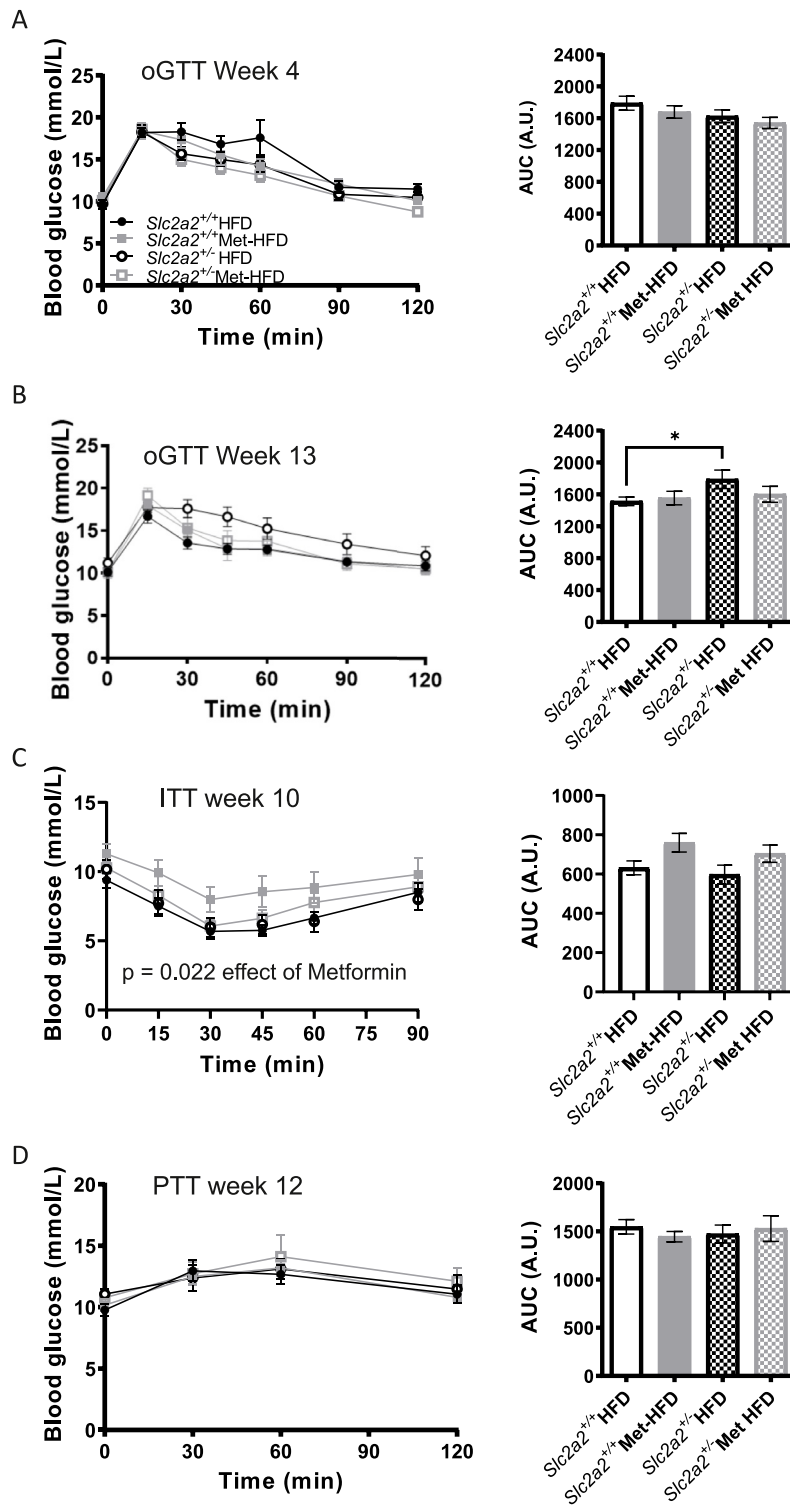 A
oGTT Week 4
Blood glucose (mmol/L)
25
20
15
10
5
0
Slc2a2+/+HFD
Slc2a2+/+Met-HFD
Slc2a2+/- HFD
Slc2a2+/-Met-HFD
0 30 60 90 120
Time (min)
AUC (A.U.)
2400
2000
1600
1200
800
400
0
Slc2a2+/+HFD
Slc2a2+/+Met-HFD
Slc2a2+/-HFD
Slc2a2+/-Met HFD
B
oGTT Week 13
Blood glucose (mmol/L)
25
20
15
10
5
0
0 30 60 90 120
Time (min)
AUC (A.U.)
2400
2000
1600
1200
800
400
0
*
Slc2a2+/+HFD
Slc2a2+/+Met-HFD
Slc2a2+/-HFD
Slc2a2+/-Met HFD
C
ITT week 10
Blood glucose (mmol/L)
15
10
5
0
p = 0.022 effect of Metformin
0 15 30 45 60 75 90
Time (min)
AUC (A.U.)
1000
800
600
400
200
0
Slc2a2+/+HFD
Slc2a2+/+Met-HFD
Slc2a2+/-HFD
Slc2a2+/-Met HFD
D
PTT week 12
Blood glucose (mmol/L)
20
15
10
5
0
0 30 60 90 120
Time (min)
AUC (A.U.)
2000
1500
1000
500
0
Slc2a2+/+HFD
Slc2a2+/+Met-HFD
Slc2a2+/-HFD
Slc2a2+/-Met HFD